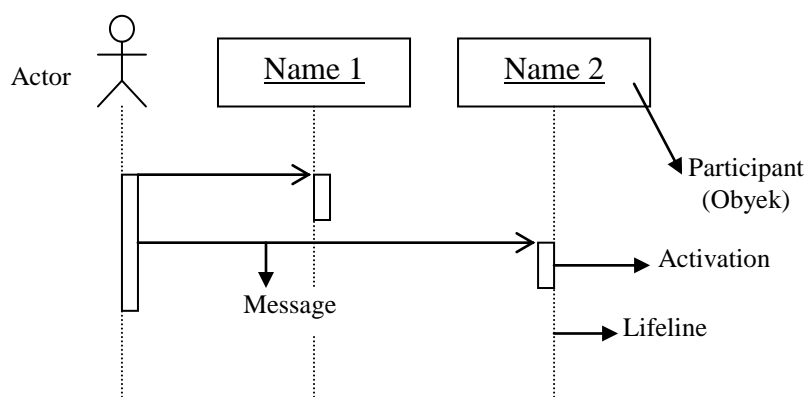 Actor
Name 1
Name 2
Participant
(Obyek)
Activation
Message
Lifeline